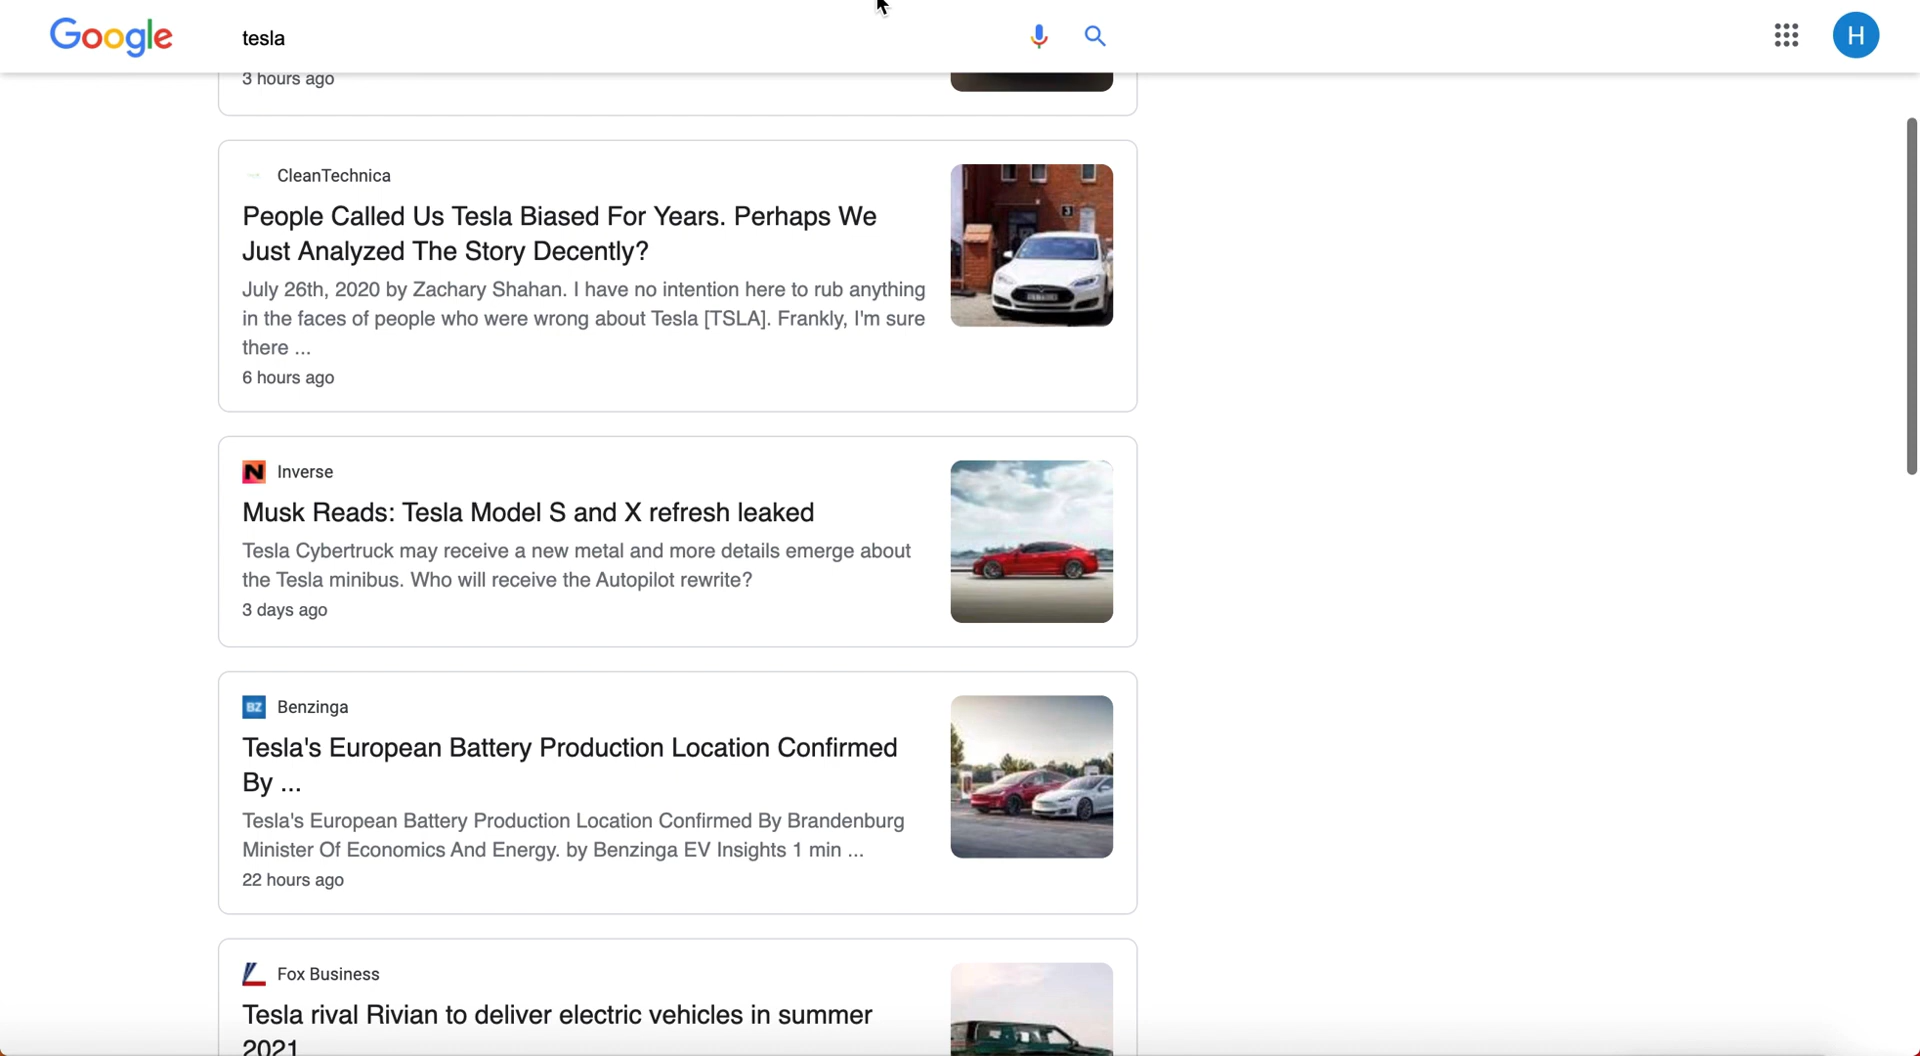 Google
tesla
H
3 hours ago
CleanTechnica
People Called Us Tesla Biased For Years. Perhaps We
Just Analyzed The Story Decently?
July 26th, 2020 by Zachary Shahan. I have no intention here to rub anything
in the faces of people who were wrong about Tesla [TSLA]. Frankly, I'm sure
there ...
6 hours ago
N Inverse
Musk Reads: Tesla Model S and X refresh leaked
Tesla Cybertruck may receive a new metal and more details emerge about
the Tesla minibus. Who will receive the Autopilot rewrite?
3 days ago
BZ Benzinga
Tesla's European Battery Production Location Confirmed
By ...
Tesla's European Battery Production Location Confirmed By Brandenburg
Minister Of Economics And Energy. by Benzinga EV Insights 1 min ...
22 hours ago
Fox Business
Tesla rival Rivian to deliver electric vehicles in summer
2021